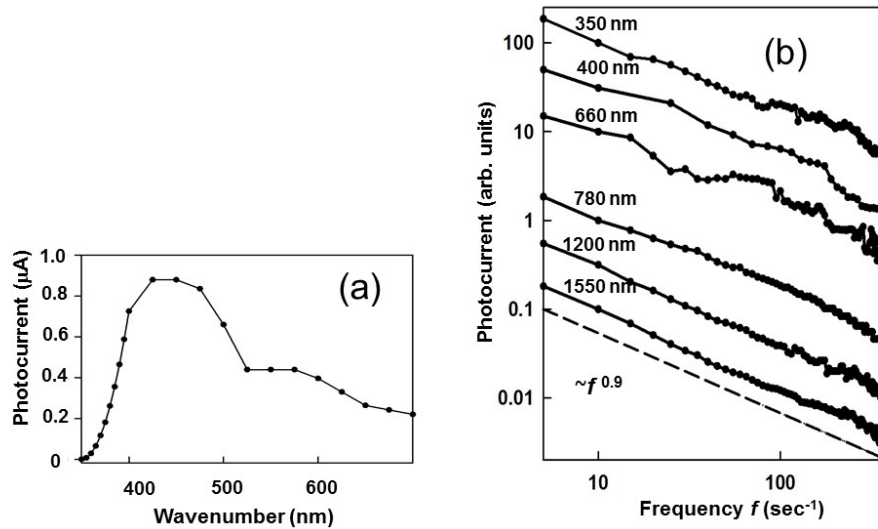 (a)
Photocurrent (μA)
1.0
0.8
0.6
0.4
0.2
0
400
500
600
Wavenumber (nm)
(b)
Photocurrent (arb. units)
100
10
1
0.1
0.01
350 nm
400 nm
660 nm
780 nm
1200 nm
1550 nm
~f 0.9
10
100
Frequency f (sec-1)